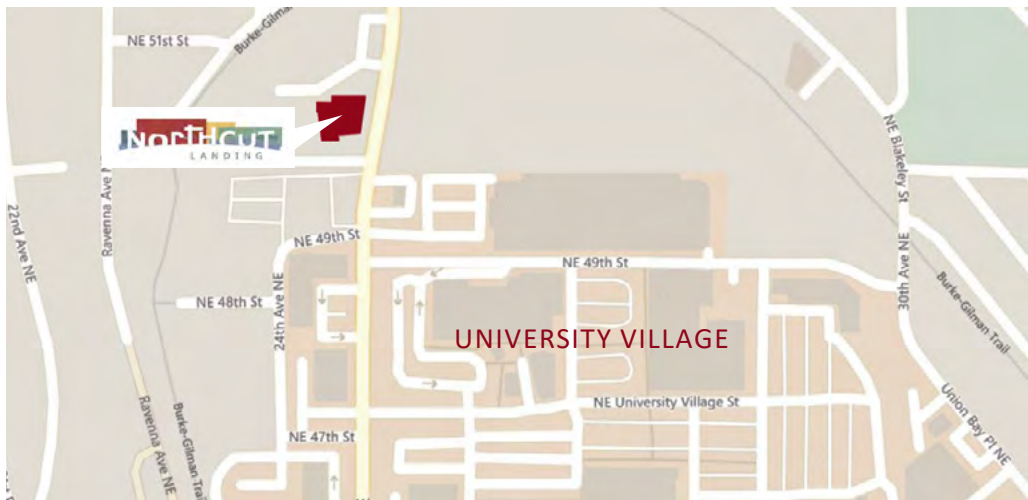 NE 51st St
Burke-Gilman
NORTHCUT
LANDING
NE Blakeley St
Ravenna Ave N
22nd Ave NE
NE 49th St
NE 49th St
30th Ave NE
Burke-Gilman Trail
NE 48th St
24th Ave NE
UNIVERSITY VILLAGE
NE University Village St
Union Bay Pl NE
Ravenna Ave NE
Burke-Gilman Trail
NE 47th St